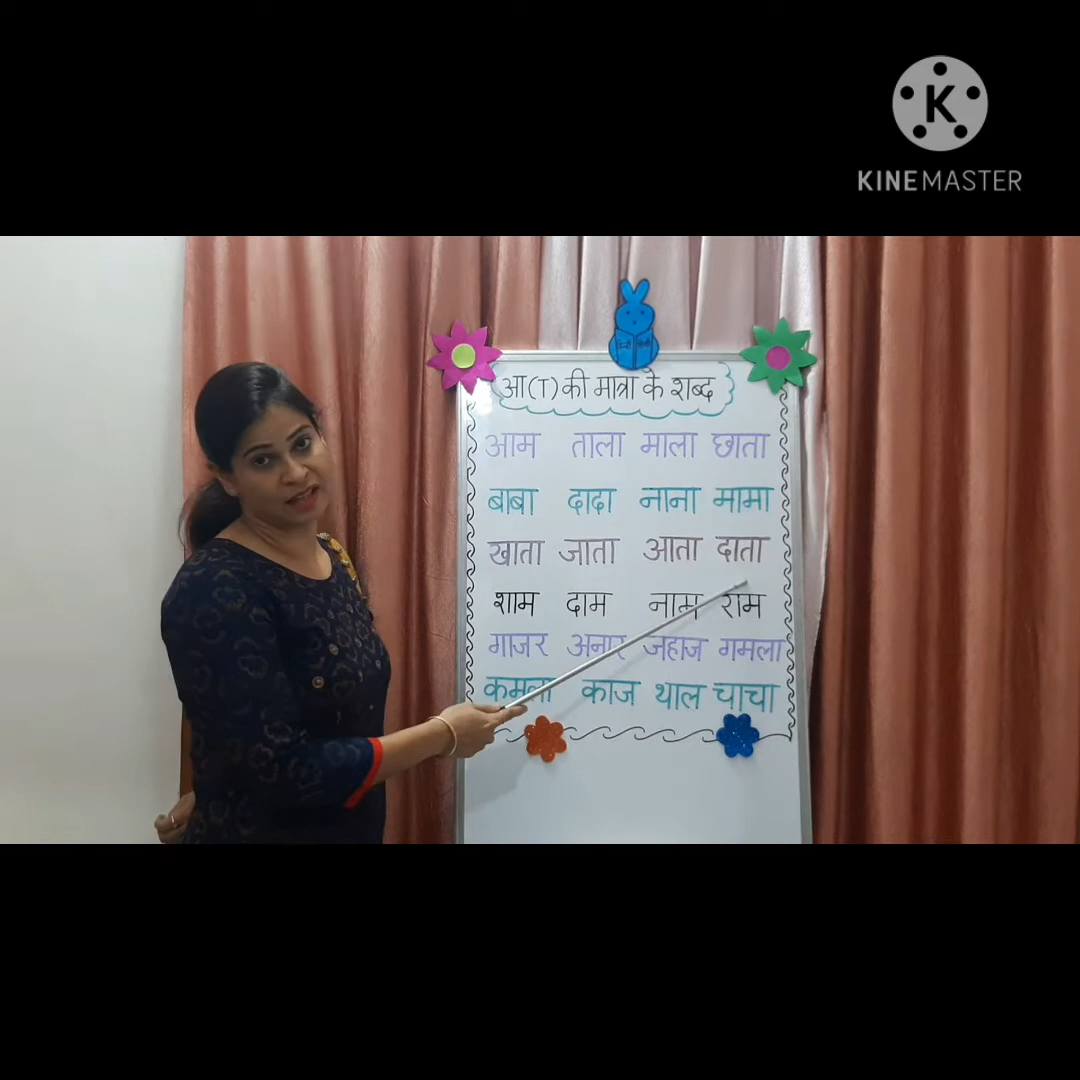 K
KINEMASTER
हिन्दी हिन्दी
आ(ा) की मात्रा के शब्द
आम ताला माला छाता
बाबा दादा नाना मामा
खाता जाता आता दाता
शाम दाम नाम राम
गाजर अनार जहाज गमला
कमला काज थाल चाचा